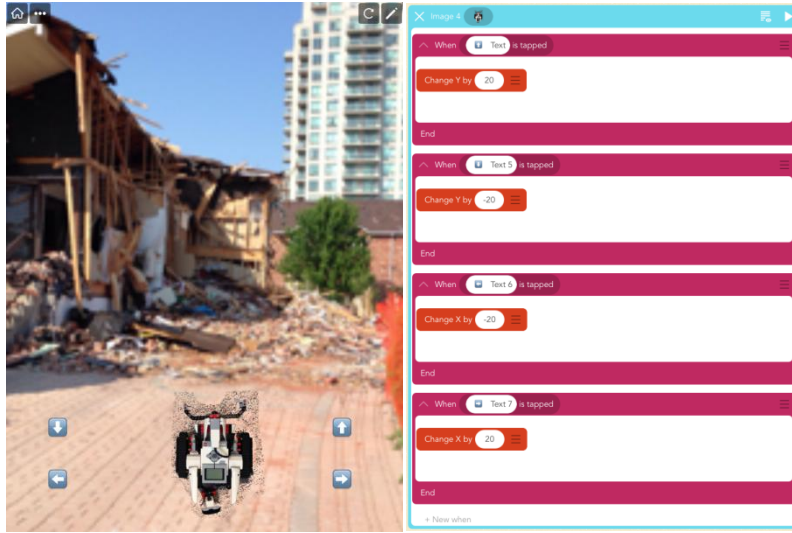 Image 4
When Text is tapped
Change Y by 20
End
When Text 5 is tapped
Change Y by -20
End
When Text 6 is tapped
Change X by -20
End
When Text 7 is tapped
Change X by 20
End
+ New when